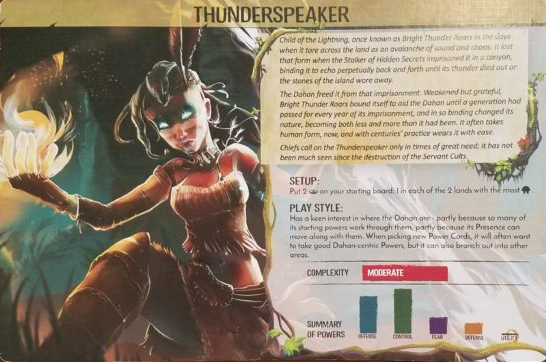 THUNDERSPEAKER
Child of the Lightning, once known as Bright Thunder Roars in the days
when it tore across the land as an avalanche of sound and chaos. It lost
that form when the Stalker of Hidden Secrets imprisoned it in a canyon,
binding it to echo perpetually back and forth until its thunder died out or
the stones of the island wore away.
The Dahan freed it from that imprisonment. Weakened but grateful,
Bright Thunder Roars bound itself to aid the Dahan until a generation had
passed for every year of its imprisonment, and in so binding changed its
nature, becoming both less and more than it had been. It often takes
human form, now, and with centuries' practice wears it with ease.
Chiefs call on the Thunderspeaker only in times of great need; it has not
been much seen since the destruction of the Servant Cults.
SETUP:
Put 2 on your starting board: 1 in each of the 2 lands with the most .
PLAY STYLE:
Has a keen interest in where the Dahan are - partly because so many of
its starting powers work through them, partly because its Presence can
move along with them. When picking new Power Cards, it will often want
to take good Dahan-centric Powers, but it can also branch out into other
areas.
COMPLEXITY MODERATE
SUMMARY
OF POWERS
OFFENSE CONTROL FEAR DEFENSE UTILITY